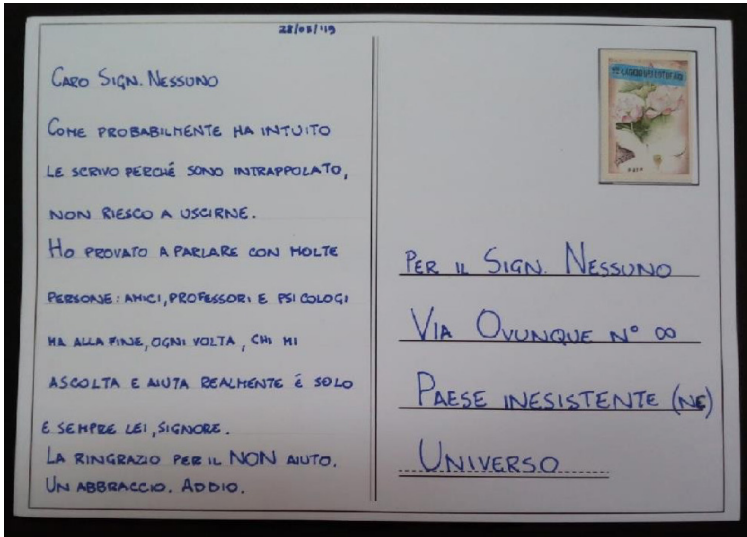 28/05/'19
CARO SIGN. NESSUNO
COME PROBABILMENTE HA INTUITO
LE SCRIVO PERCHÉ SONO INTRAPPOLATO,
NON RIESCO A USCIRNE.
HO PROVATO A PARLARE CON MOLTE
PERSONE: AMICI, PROFESSORI E PSICOLOGI
MA ALLA FINE, OGNI VOLTA, CHI MI
ASCOLTA E AIUTA REALMENTE É SOLO
E SEMPRE LEI, SIGNORE.
LA RINGRAZIO PER IL NON AIUTO.
UN ABBRACCIO. ADDIO.
PER IL SIGN. NESSUNO
VIA OVUNQUE N° ∞
PAESE INESISTENTE (NE)
UNIVERSO